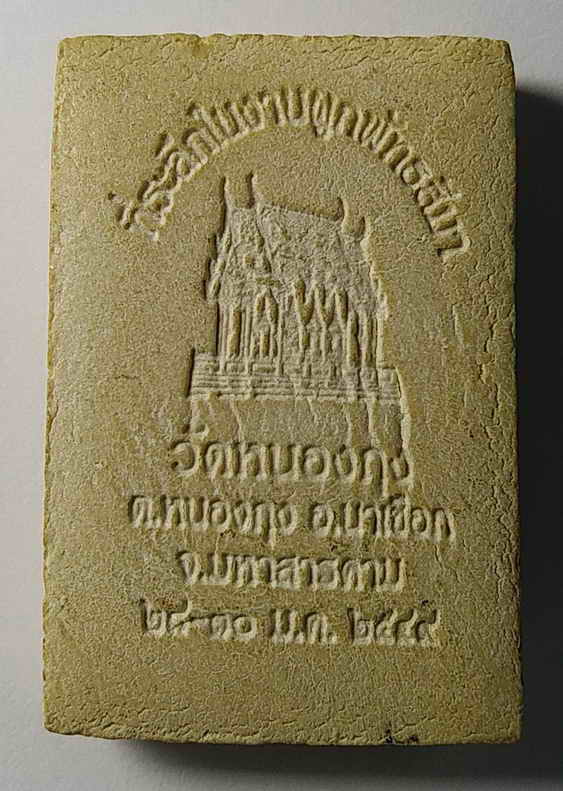 ที่ระลึกในงานผูกพัทธสีมา
วัดหนองกุง
ต.หนองกุง อ.นาเชือก
จ.มหาสารคาม
๒๘-๓๐ ม.ค. ๒๕๔๙